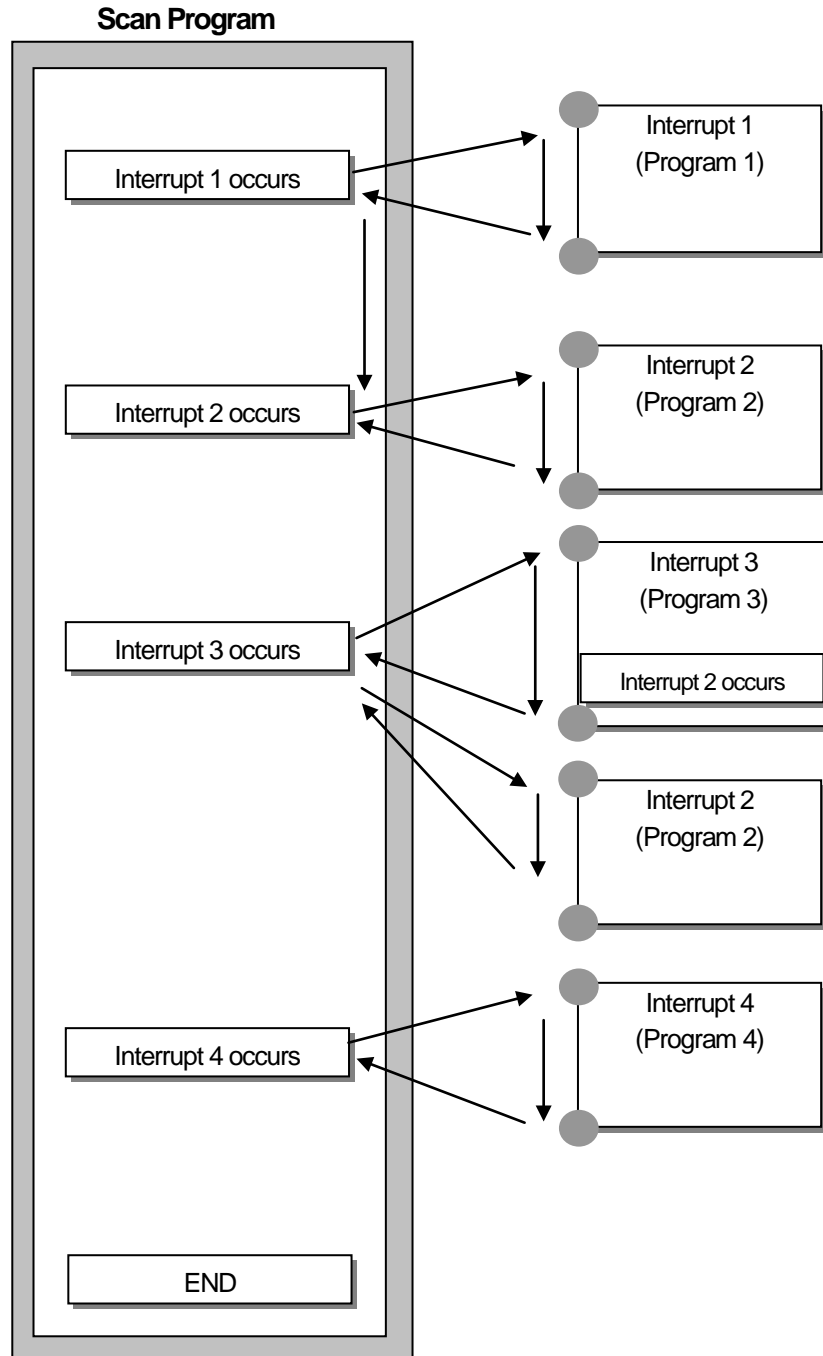 Scan Program
Interrupt 1 occurs
Interrupt 1
(Program 1)
Interrupt 2 occurs
Interrupt 2
(Program 2)
Interrupt 3 occurs
Interrupt 3
(Program 3)
Interrupt 2 occurs
Interrupt 2
(Program 2)
Interrupt 4 occurs
Interrupt 4
(Program 4)
END